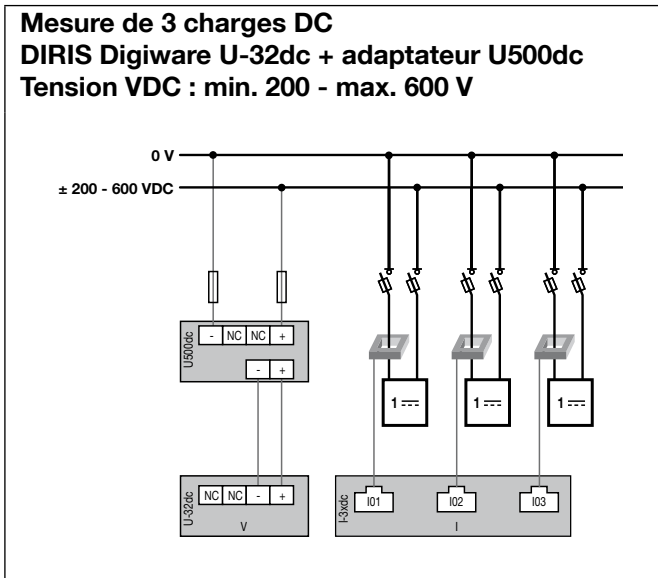 Mesure de 3 charges DC
DIRIS Digiware U-32dc + adaptateur U500dc
Tension VDC : min. 200 - max. 600 V
0 V
± 200 - 600 VDC
U500dc
- NC NC +
- +
1 1 1
U-32dc
NC NC - +
V
I-3xdc
I01 I02 I03
I